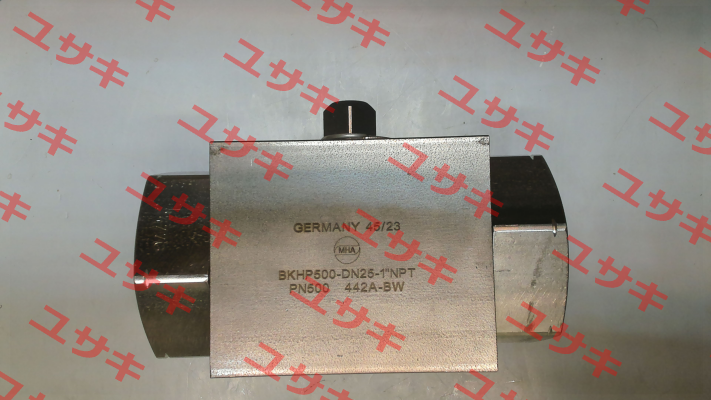 ユサキ
GERMANY 45/23
MHA
BKHP500-DN25-1"NPT
PN500 442A-BW